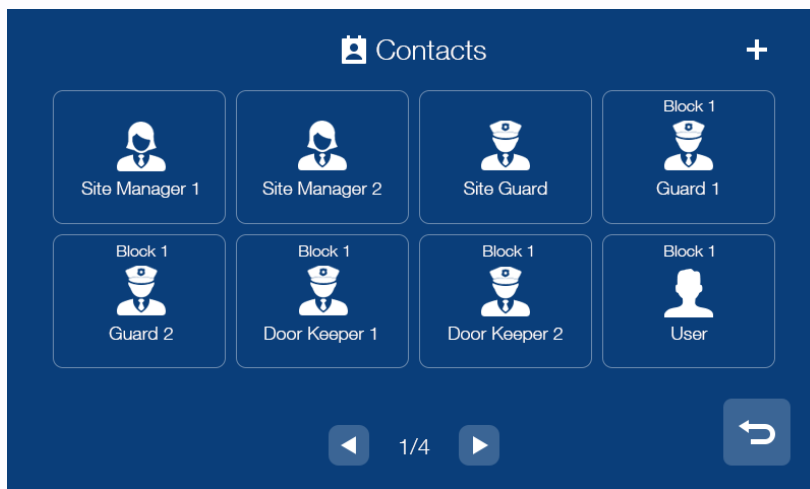 Contacts
+
Site Manager 1
Site Manager 2
Site Guard
Block 1
Guard 1
Block 1
Guard 2
Block 1
Door Keeper 1
Block 1
Door Keeper 2
Block 1
User
1/4